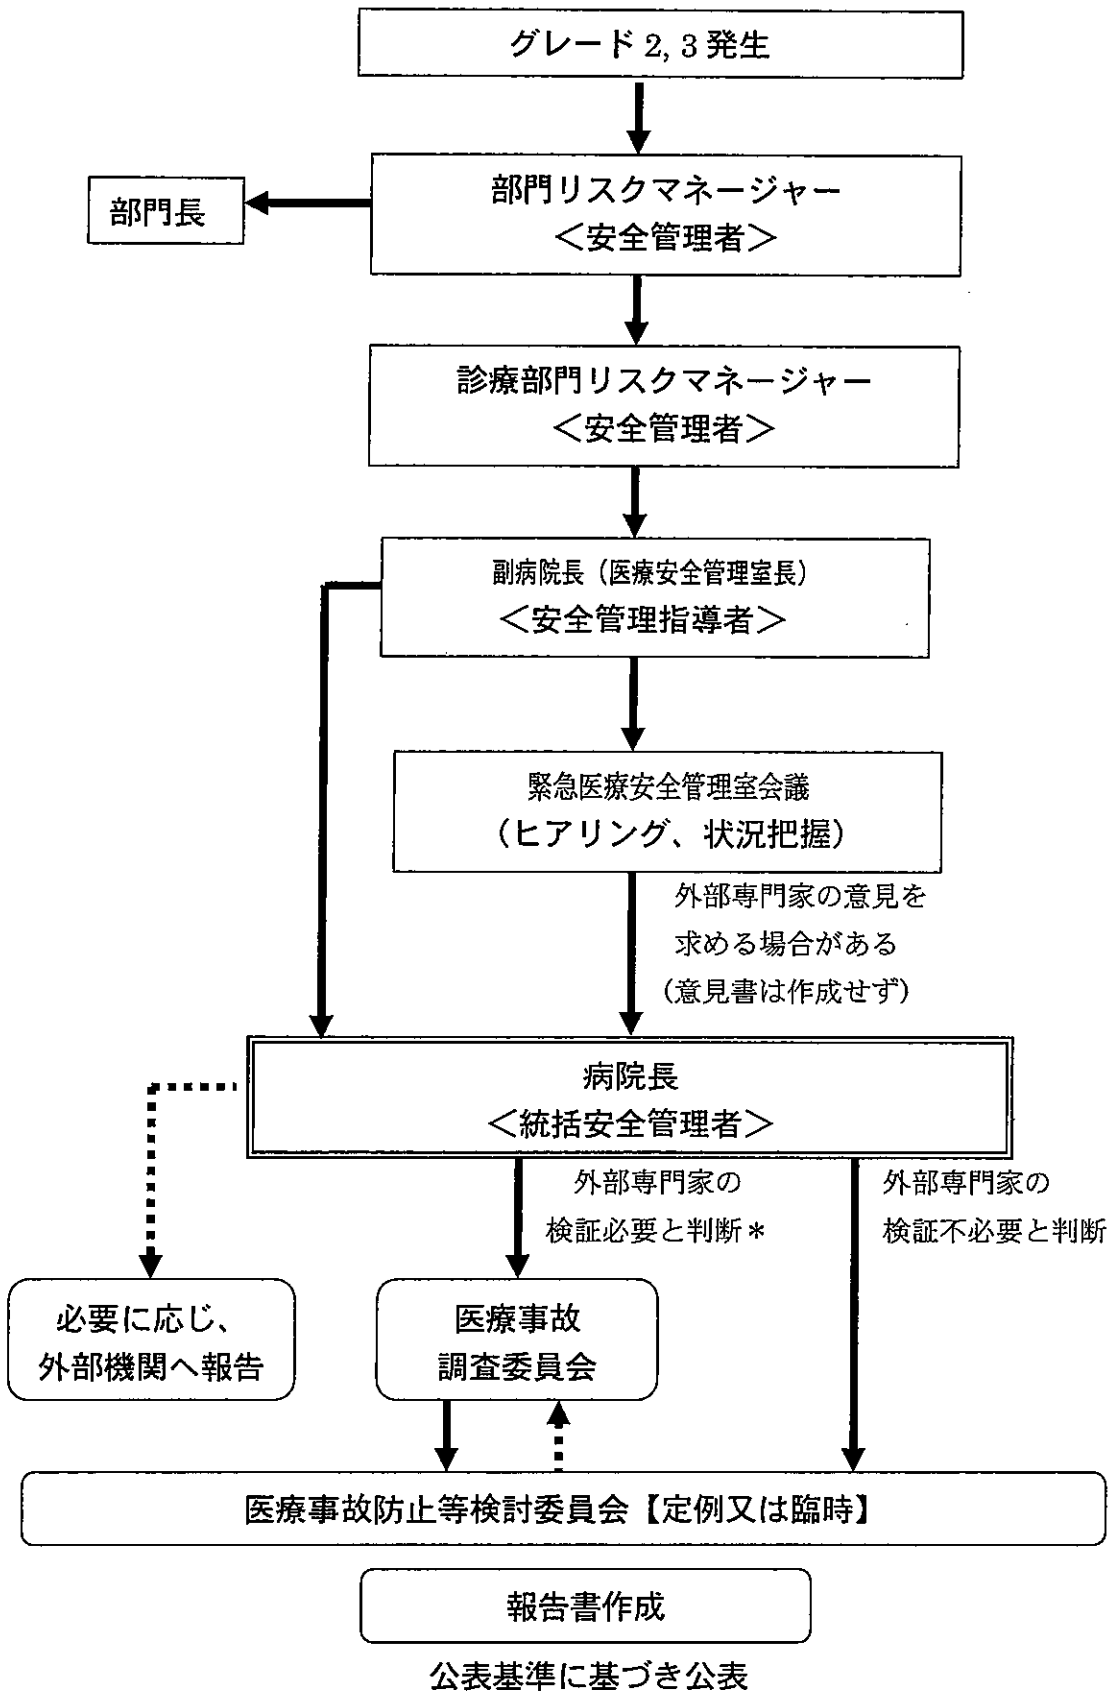 グレード 2, 3 発生
部門長
部門リスクマネージャー
＜安全管理者＞
診療部門リスクマネージャー
＜安全管理者＞
副病院長（医療安全管理室長）
＜安全管理指導者＞
緊急医療安全管理室会議
（ヒアリング、状況把握）
外部専門家の意見を
求める場合がある
（意見書は作成せず）
病院長
＜統括安全管理者＞
外部専門家の
検証必要と判断＊
外部専門家の
検証不必要と判断
必要に応じ、
外部機関へ報告
医療事故
調査委員会
医療事故防止等検討委員会【定例又は臨時】
報告書作成
公表基準に基づき公表